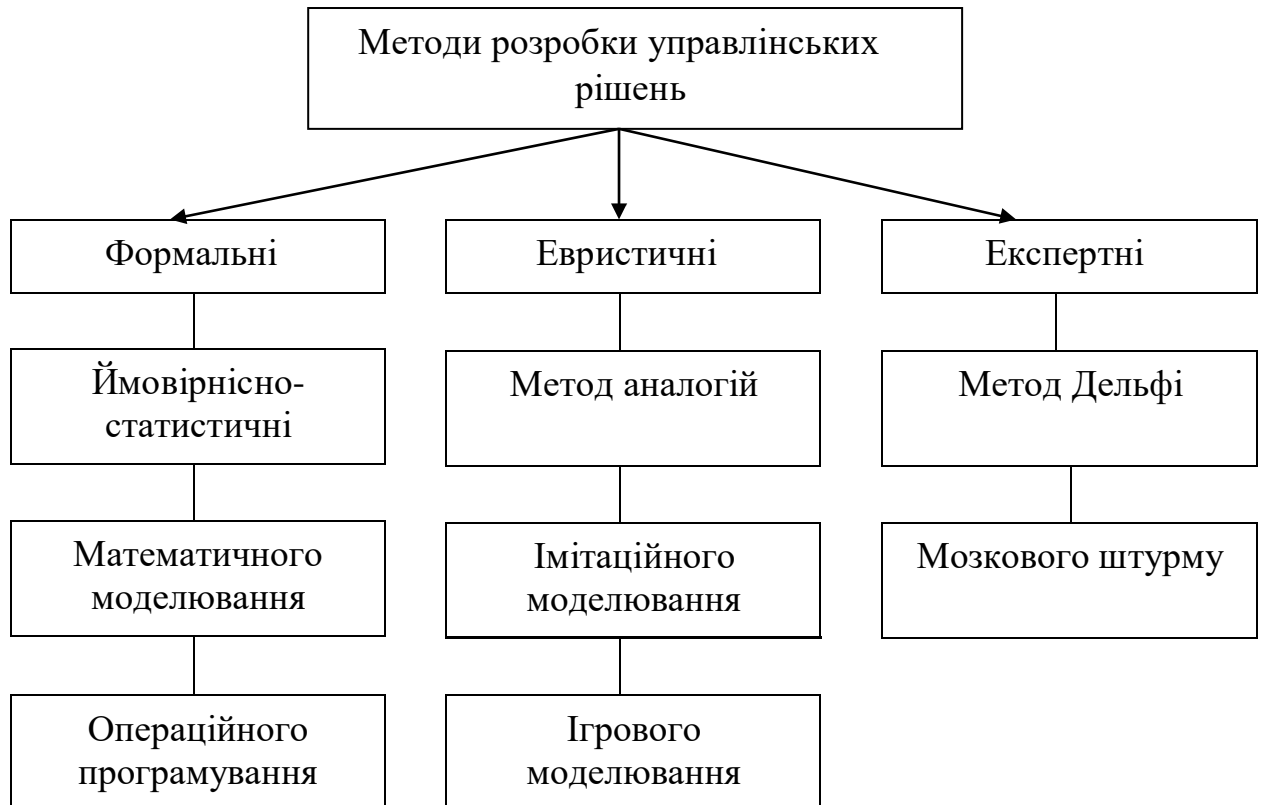 Методи розробки управлінських
рішень
Формальні
Евристичні
Експертні
Ймовірнісно-
статистичні
Метод аналогій
Метод Дельфі
Математичного
моделювання
Імітаційного
моделювання
Мозкового штурму
Операційного
програмування
Ігрового
моделювання